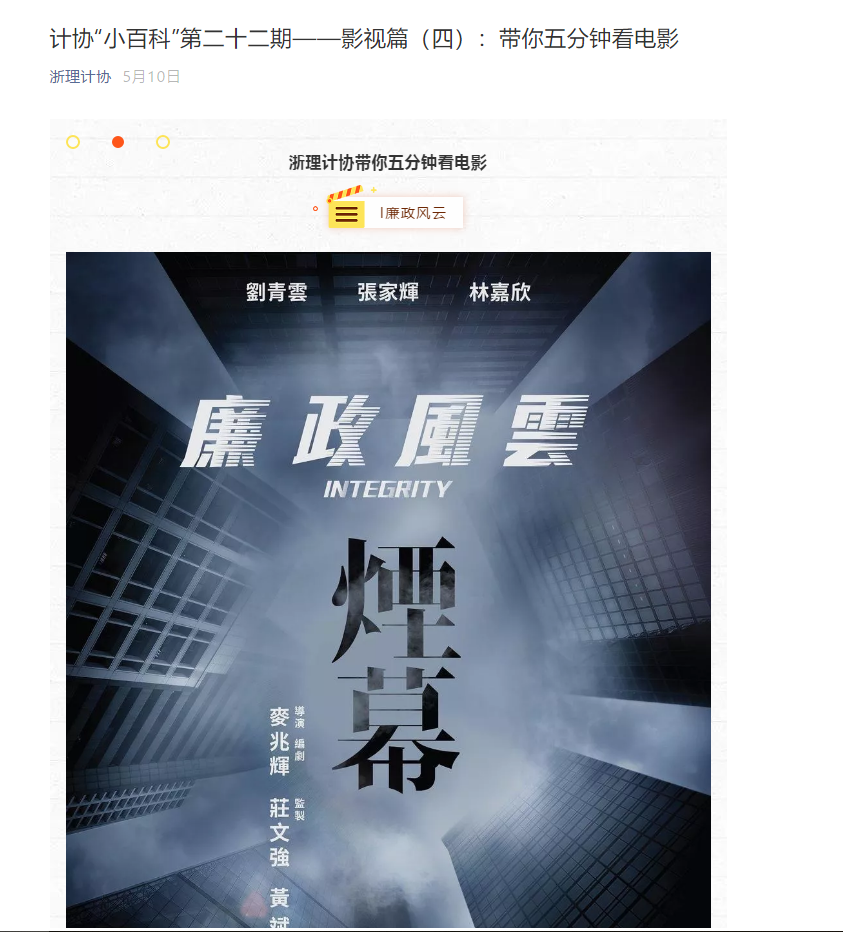 计协“小百科”第二十二期——影视篇（四）：带你五分钟看电影
浙理计协 5月10日
浙理计协带你五分钟看电影
I廉政风云
劉青雲 張家輝 林嘉欣
廉政風雲
INTEGRITY
煙幕
導演 編劇
麥兆輝
監製
莊文強
黃斌